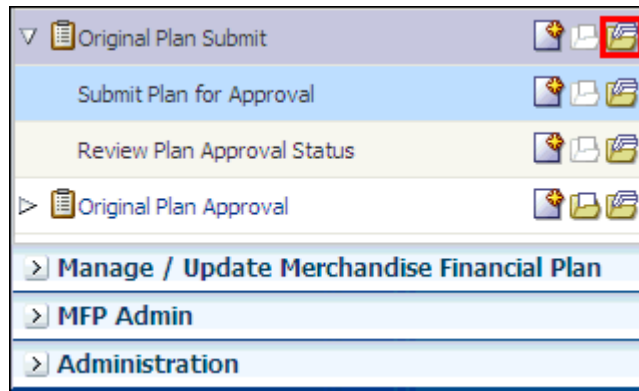 Original Plan Submit
Submit Plan for Approval
Review Plan Approval Status
Original Plan Approval
Manage / Update Merchandise Financial Plan
MFP Admin
Administration